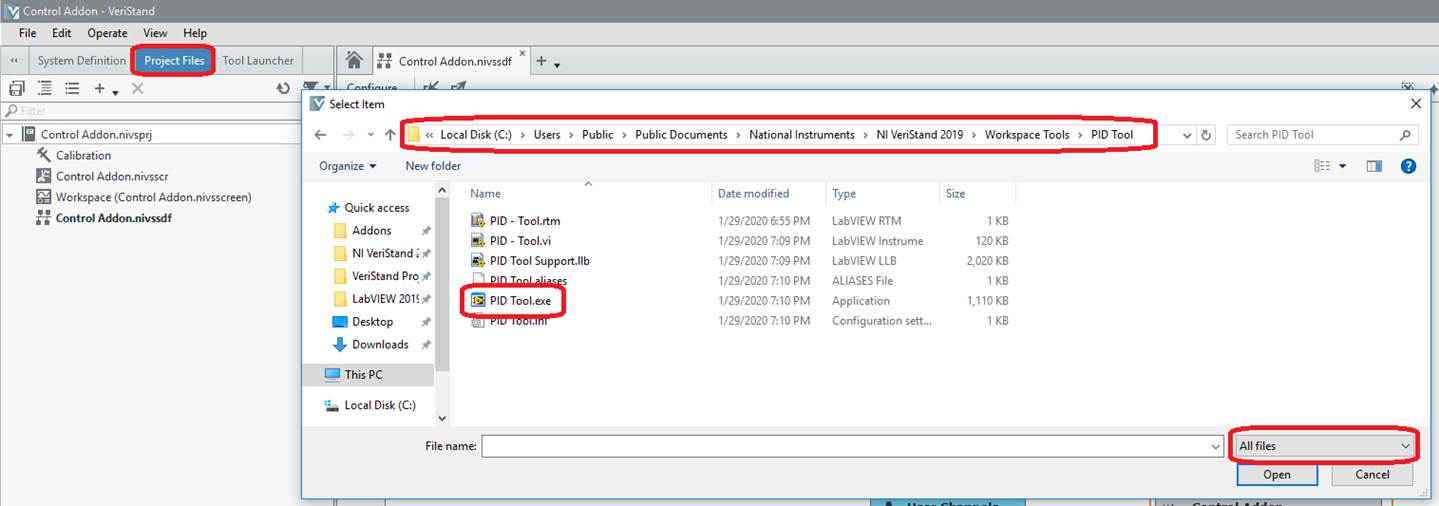 Control Addon - VeriStand
File Edit Operate View Help
System Definition Project Files Tool Launcher
Control Addon.nivssdf
Configure
Filter
Control Addon.nivsprj
Calibration
Control Addon.nivsscr
Workspace (Control Addon.nivsscreen)
Control Addon.nivssdf
Select Item
« Local Disk (C:) > Users > Public > Public Documents > National Instruments > NI VeriStand 2019 > Workspace Tools > PID Tool
Search PID Tool
Organize New folder
Quick access
Addons
NI VeriStand 2
VeriStand Proj
LabVIEW 2019
Desktop
Downloads
This PC
Local Disk (C:)
Name Date modified Type Size
PID - Tool.rtm 1/29/2020 6:55 PM LabVIEW RTM 1 KB
PID - Tool.vi 1/29/2020 7:09 PM LabVIEW Instrume 120 KB
PID Tool Support.llb 1/29/2020 7:09 PM LabVIEW LLB 2,020 KB
PID Tool.aliases 1/29/2020 7:10 PM ALIASES File 1 KB
PID Tool.exe 1/29/2020 7:10 PM Application 1,110 KB
PID Tool.ini 1/29/2020 7:10 PM Configuration sett... 1 KB
File name:
All files
Open Cancel
User Channels
Control Addon